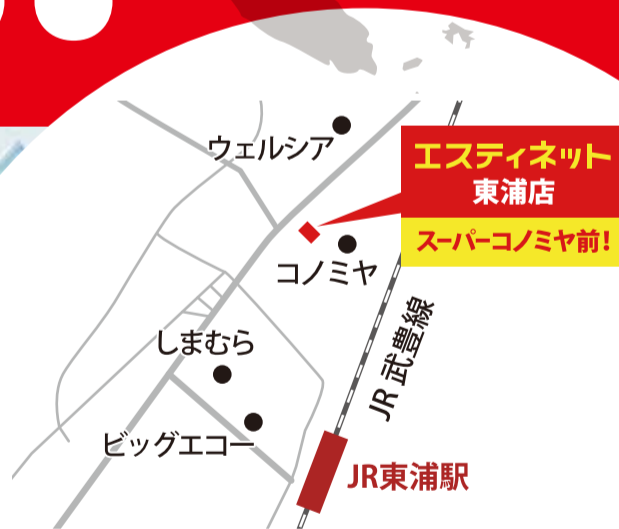 ウェルシア
エスティネット
東浦店
スーパーコノミヤ前!
コノミヤ
JR 武豊線
しまむら
ビッグエコー
JR東浦駅